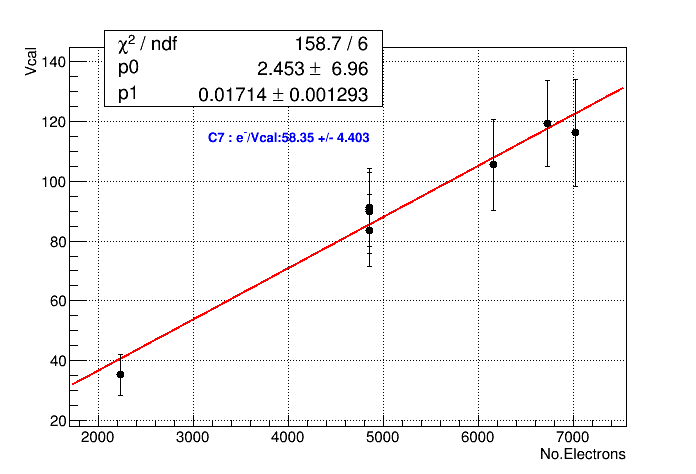 χ² / ndf 158.7 / 6
p0 2.453 ± 6.96
p1 0.01714 ± 0.001293
C7 : e⁻/Vcal:58.35 +/- 4.403
Vcal
140
120
100
80
60
40
20
2000 3000 4000 5000 6000 7000
No.Electrons